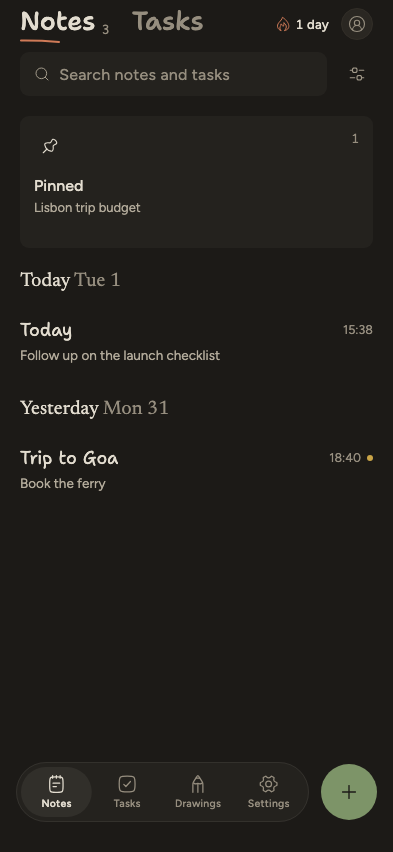 Notes 3 Tasks 1 day
Search notes and tasks
1
Pinned
Lisbon trip budget
Today Tue 1
Today 15:38
Follow up on the launch checklist
Yesterday Mon 31
Trip to Goa 18:40
Book the ferry
Notes Tasks Drawings Settings